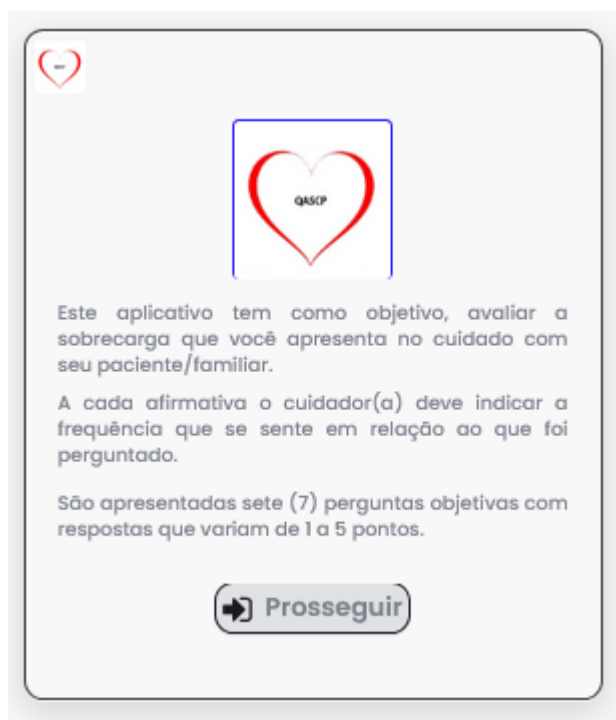 QASCP
Este aplicativo tem como objetivo, avaliar a
sobrecarga que você apresenta no cuidado com
seu paciente/familiar.
A cada afirmativa o cuidador(a) deve indicar a
frequência que se sente em relação ao que foi
perguntado.
São apresentadas sete (7) perguntas objetivas com
respostas que variam de 1 a 5 pontos.
Prosseguir